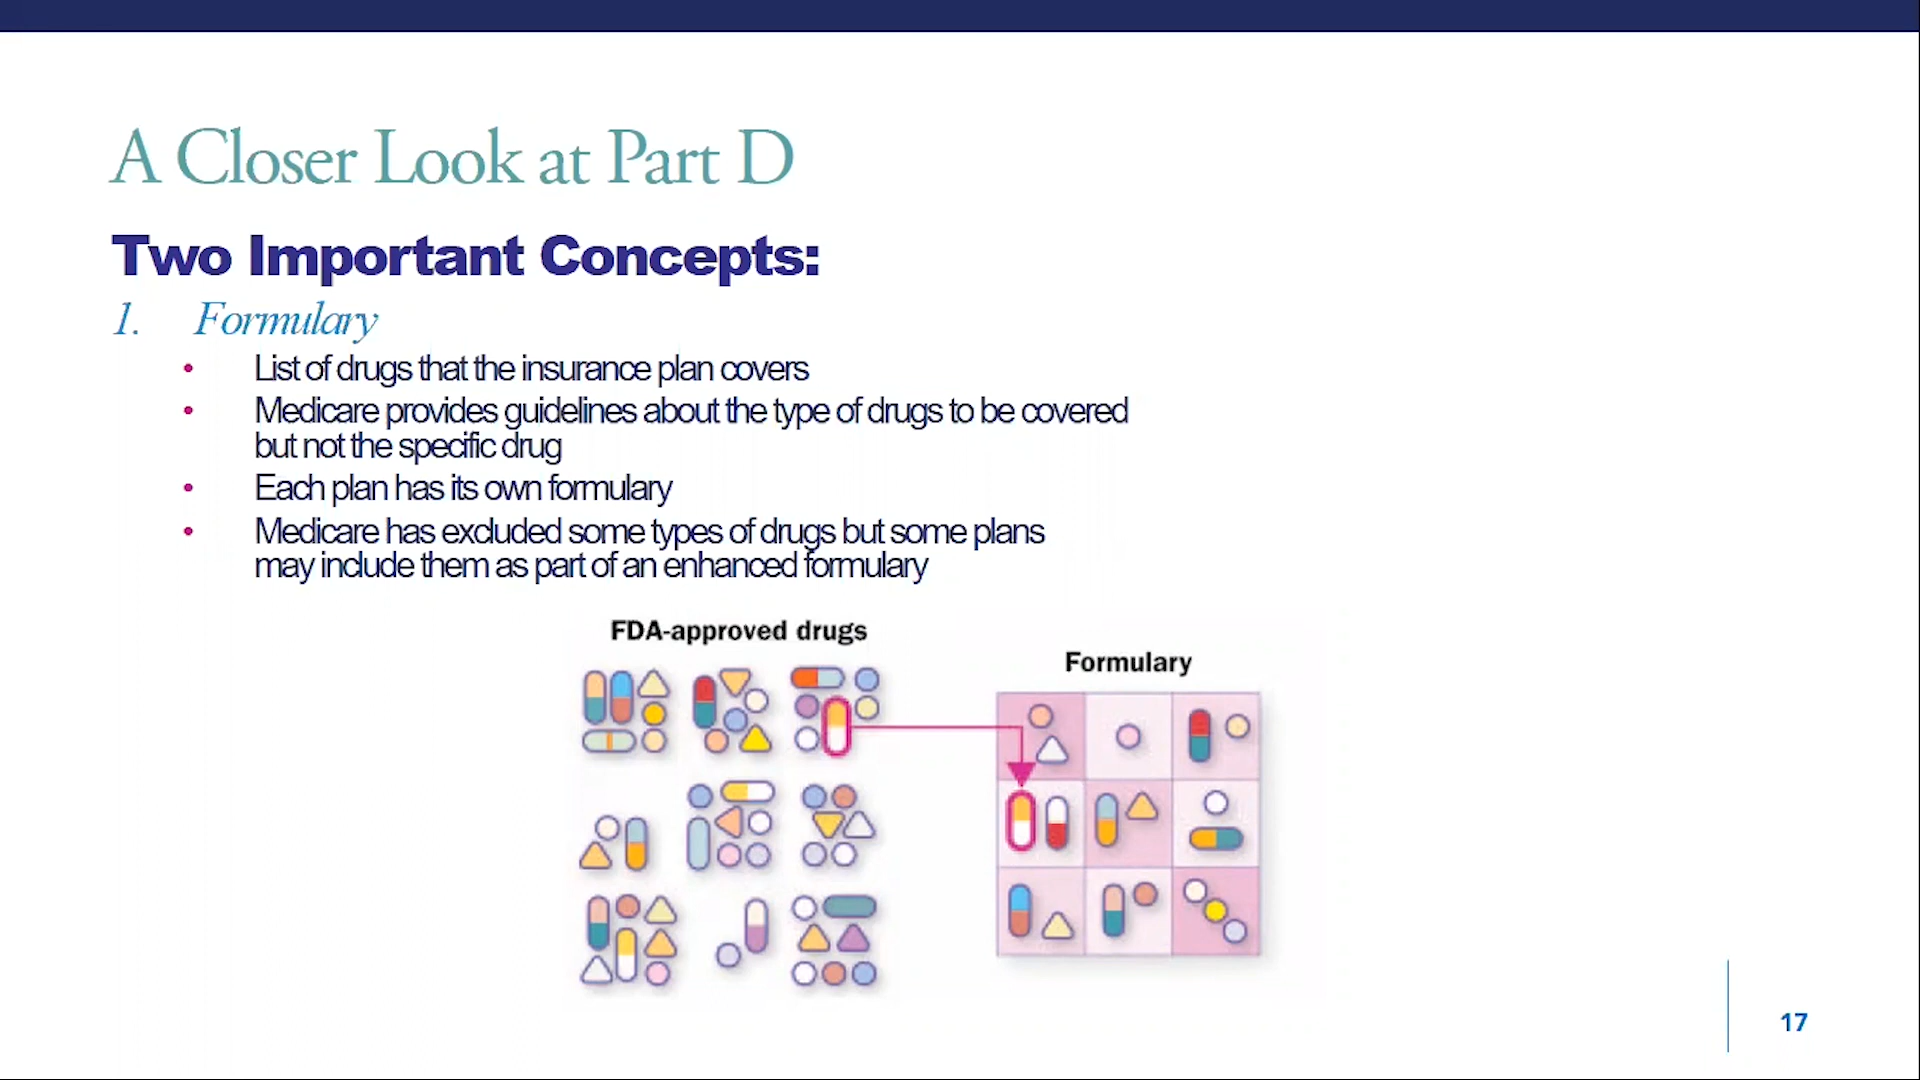 A Closer Look at Part D
Two Important Concepts:
1. Formulary
• List of drugs that the insurance plan covers
• Medicare provides guidelines about the type of drugs to be covered
but not the specific drug
• Each plan has its own formulary
• Medicare has excluded some types of drugs but some plans
may include them as part of an enhanced formulary
FDA-approved drugs
Formulary
17